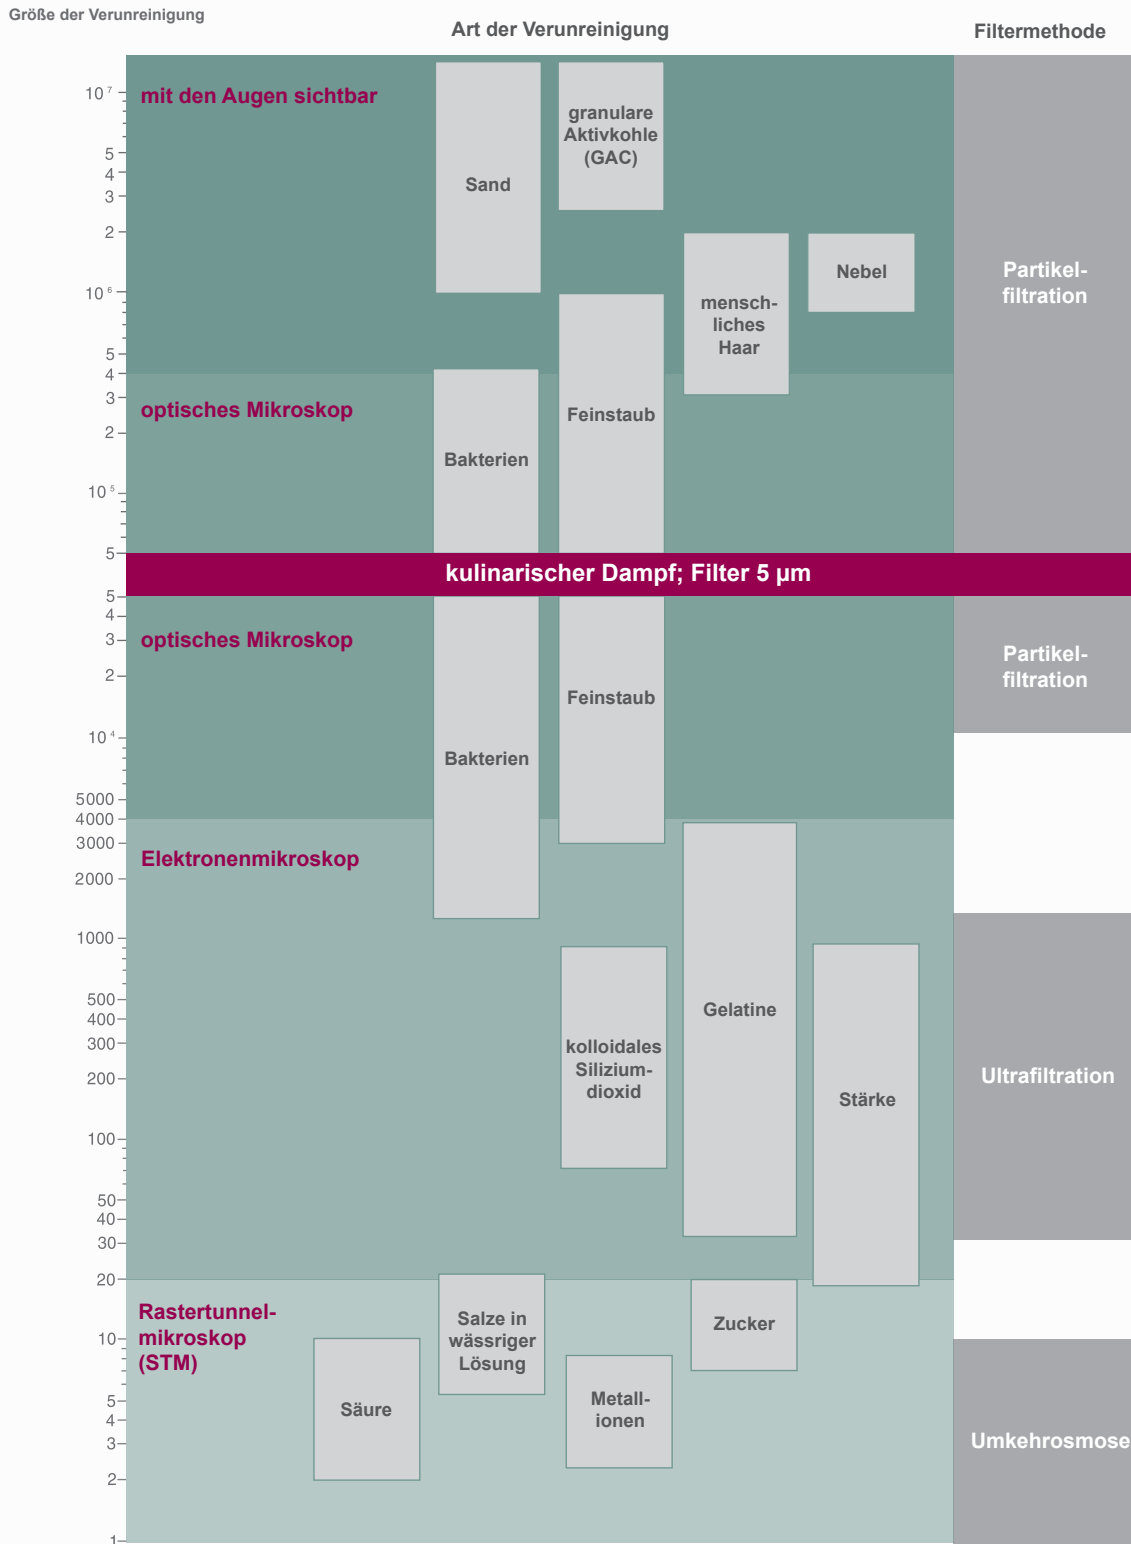 Größe der Verunreinigung
Art der Verunreinigung
Filtermethode
mit den Augen sichtbar
10⁷
5
4
3
2
10⁶
5
4
3
2
10⁵
5
Sand
granulare
Aktivkohle
(GAC)
mensch-
liches
Haar
Nebel
Partikel-
filtration
optisches Mikroskop
Bakterien
Feinstaub
kulinarischer Dampf; Filter 5 µm
5
4
3
2
10⁴
5000
4000
3000
2000
1000
500
400
300
200
100
50
40
30
20
10
5
4
3
2
1
optisches Mikroskop
Bakterien
Feinstaub
Partikel-
filtration
Elektronenmikroskop
kolloidales
Silizium-
dioxid
Gelatine
Stärke
Ultrafiltration
Rastertunnel-
mikroskop
(STM)
Säure
Salze in
wässriger
Lösung
Metall-
ionen
Zucker
Umkehrosmose